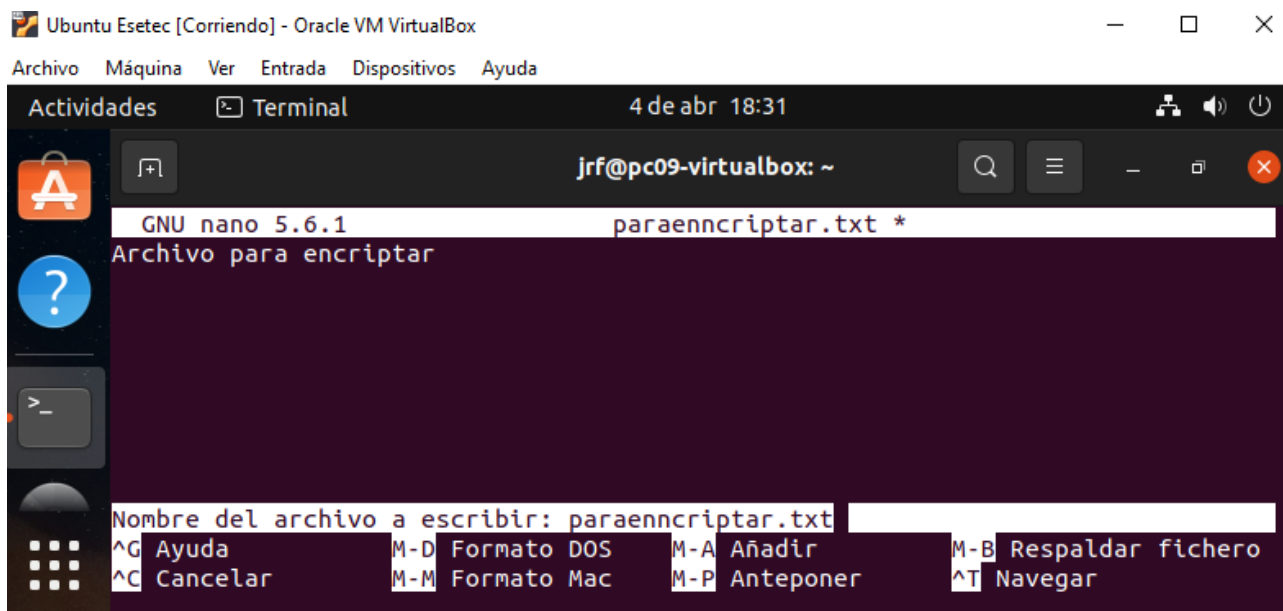 Ubuntu Esetec [Corriendo] - Oracle VM VirtualBox
Archivo Máquina Ver Entrada Dispositivos Ayuda
Actividades Terminal 4 de abr 18:31
jrf@pc09-virtualbox: ~
GNU nano 5.6.1 paraenncriptar.txt *
Archivo para encriptar
Nombre del archivo a escribir: paraenncriptar.txt
^G Ayuda M-D Formato DOS M-A Añadir M-B Respaldar fichero
^C Cancelar M-M Formato Mac M-P Anteponer ^T Navegar